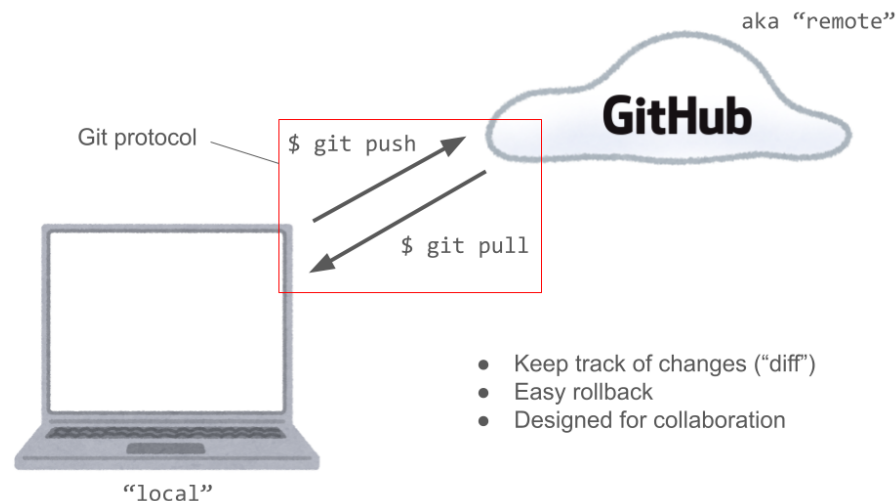 aka “remote”
GitHub
Git protocol
$ git push
$ git pull
● Keep track of changes (“diff”)
● Easy rollback
● Designed for collaboration
“local”